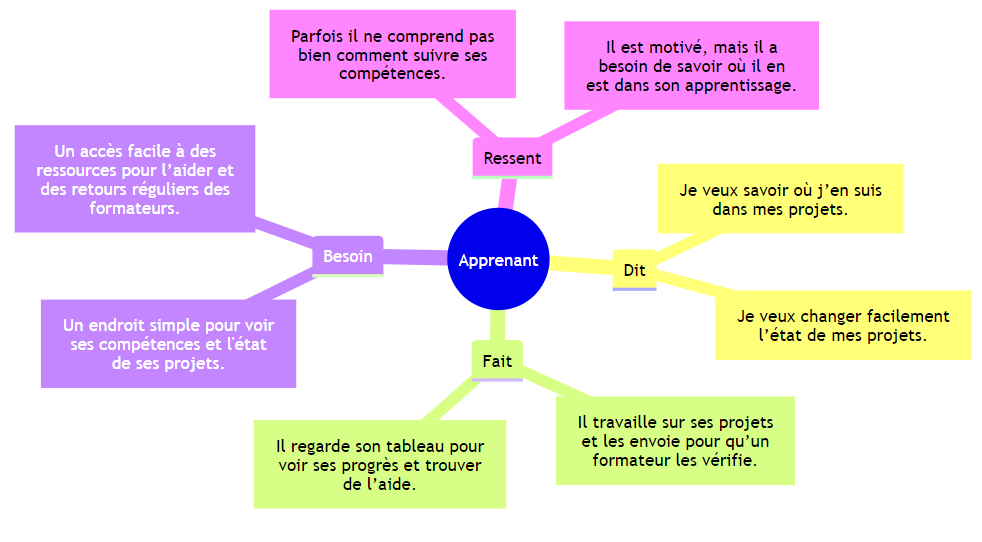 Parfois il ne comprend pas
bien comment suivre ses
compétences.
Il est motivé, mais il a
besoin de savoir où il en
est dans son apprentissage.
Ressent
Un accès facile à des
ressources pour l’aider et
des retours réguliers des
formateurs.
Je veux savoir où j’en suis
dans mes projets.
Besoin
Apprenant
Dit
Un endroit simple pour voir
ses compétences et l'état
de ses projets.
Je veux changer facilement
l’état de mes projets.
Fait
Il regarde son tableau pour
voir ses progrès et trouver
de l’aide.
Il travaille sur ses projets
et les envoie pour qu’un
formateur les vérifie.